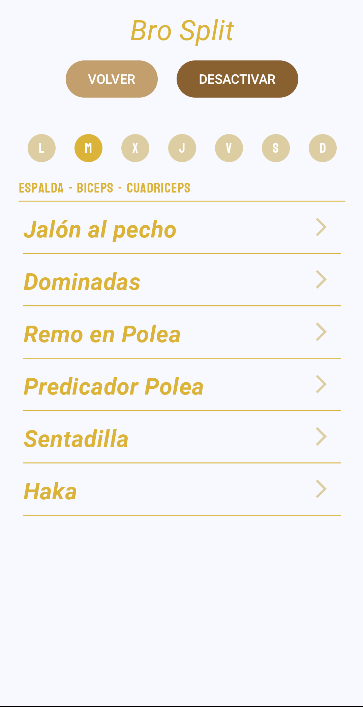 Bro Split
VOLVER DESACTIVAR
L M X J V S D
ESPALDA - BICEPS - CUADRICEPS
Jalón al pecho
Dominadas
Remo en Polea
Predicador Polea
Sentadilla
Haka